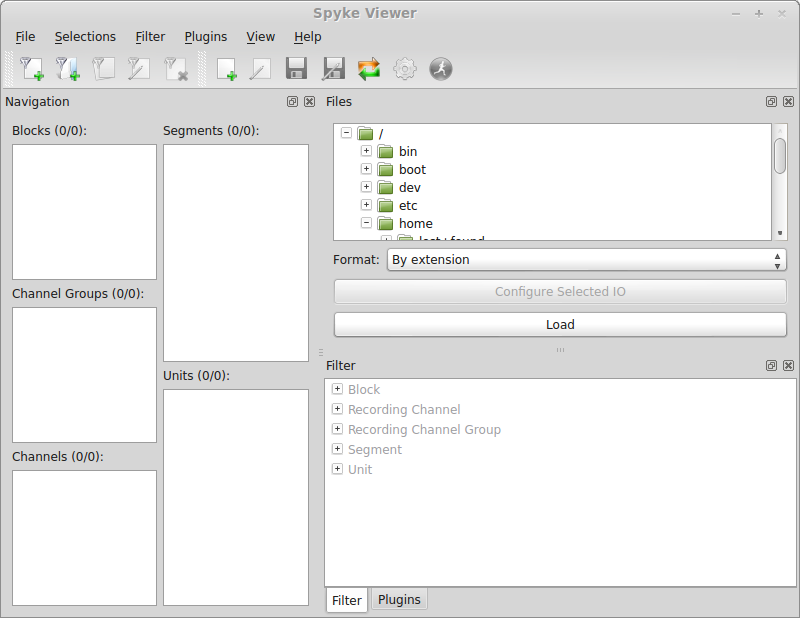 Spyke Viewer
File Selections Filter Plugins View Help
Navigation
Blocks (0/0):
Segments (0/0):
Channel Groups (0/0):
Units (0/0):
Channels (0/0):
Files
/
bin
boot
dev
etc
home
lost+found
Format: By extension
Configure Selected IO
Load
Filter
Block
Recording Channel
Recording Channel Group
Segment
Unit
Filter Plugins